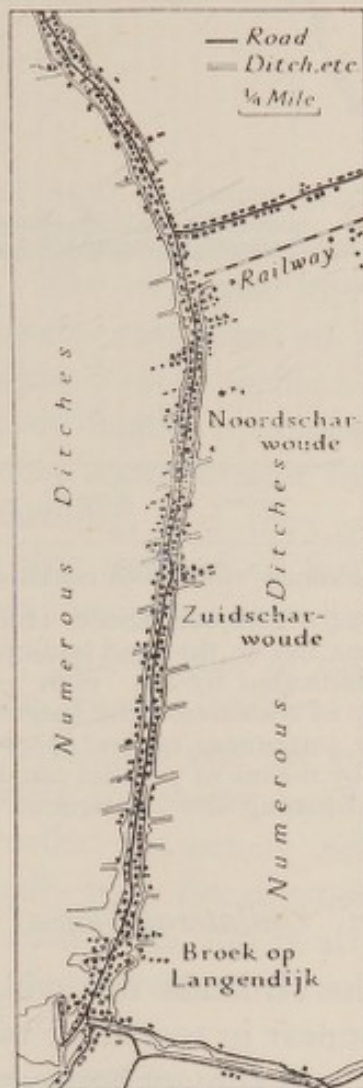 Road
Ditch,etc.
¼ Mile
Railway
Noordschar-
woude
Numerous Ditches
Zuidschar-
woude
Numerous Ditches
Broek op
Langendijk